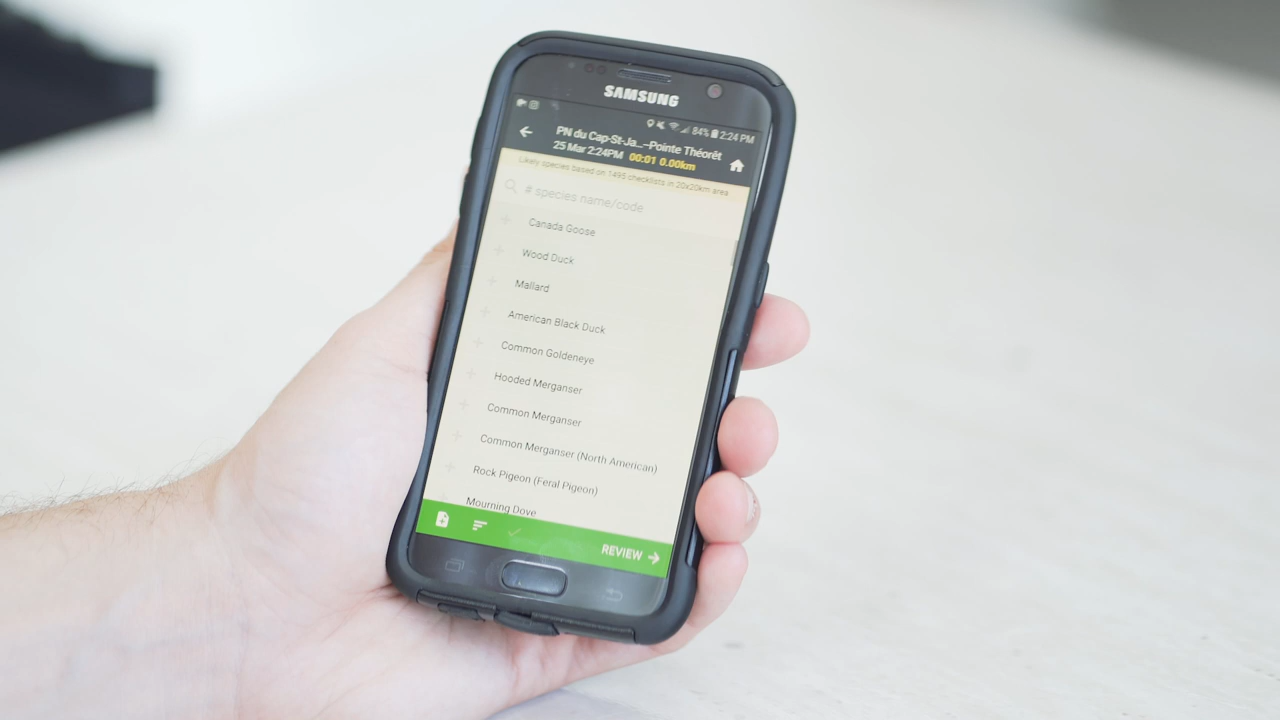 SAMSUNG
84% 2:24 PM
PN du Cap-St-Ja_--Pointe Théorêt
25 Mar 2:24PM 00:01 0.00km
Likely species based on 1495 checklists in 20x20km area
# species name/code
Canada Goose
Wood Duck
Mallard
American Black Duck
Common Goldeneye
Hooded Merganser
Common Merganser
Common Merganser (North American)
Rock Pigeon (Feral Pigeon)
Mourning Dove
REVIEW